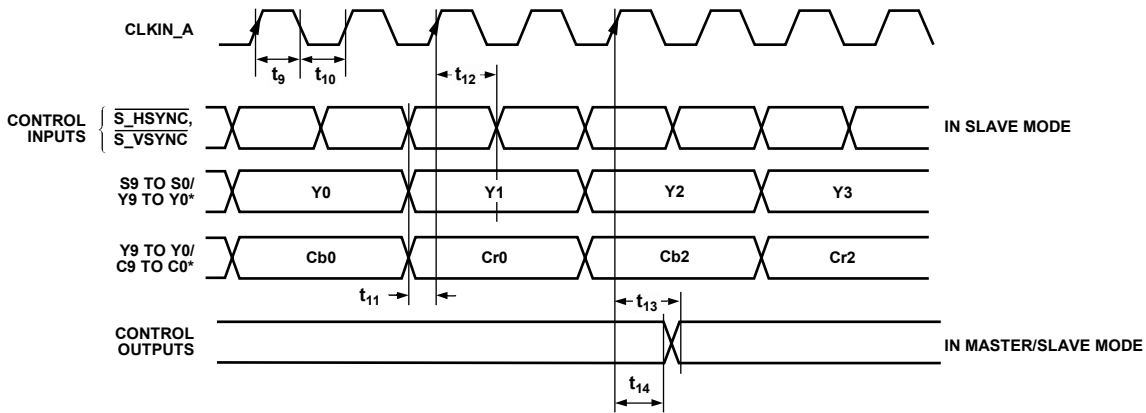 CLKIN_A
t9
t10
t12
CONTROL INPUTS
S_HSYNC,
S_VSYNC
IN SLAVE MODE
S9 TO S0/
Y9 TO Y0*
Y0
Y1
Y2
Y3
Y9 TO Y0/
C9 TO C0*
Cb0
Cr0
Cb2
Cr2
t11
t13
CONTROL
OUTPUTS
IN MASTER/SLAVE MODE
t14